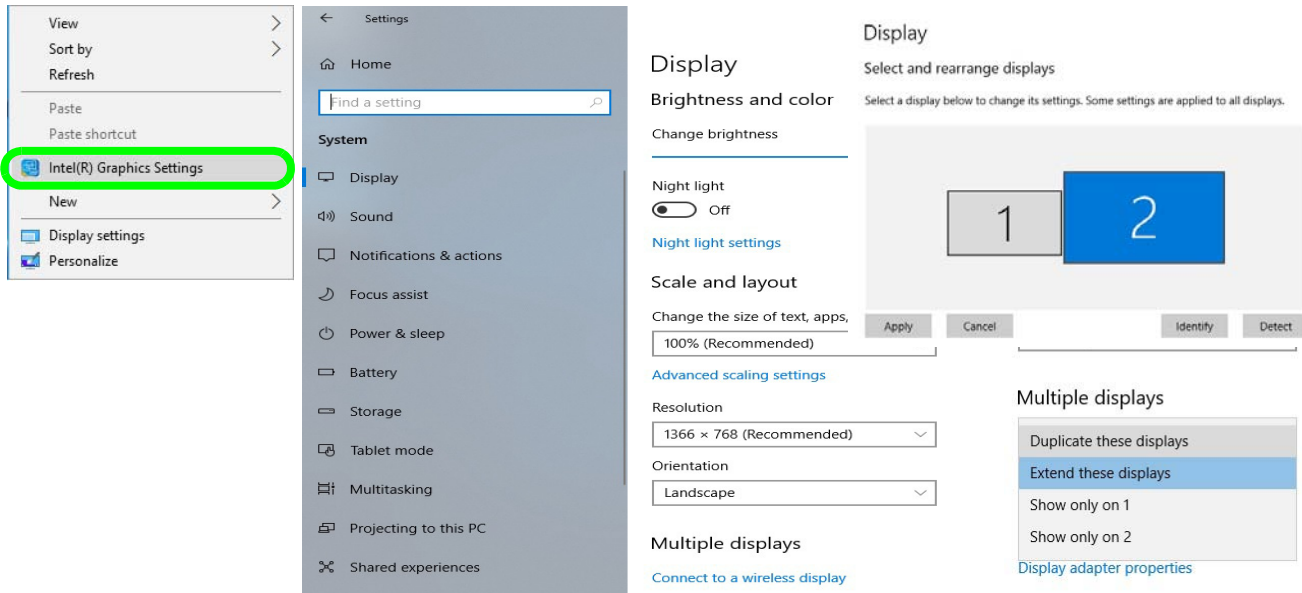 View
Sort by
Refresh
Paste
Paste shortcut
Intel(R) Graphics Settings
New
Display settings
Personalize
Settings
Home
Find a setting
System
Display
Sound
Notifications & actions
Focus assist
Power & sleep
Battery
Storage
Tablet mode
Multitasking
Projecting to this PC
Shared experiences
Display
Brightness and color
Change brightness
Night light
Off
Night light settings
Scale and layout
Change the size of text, apps,
100% (Recommended)
Advanced scaling settings
Resolution
1366 × 768 (Recommended)
Orientation
Landscape
Multiple displays
Connect to a wireless display
Display
Select and rearrange displays
Select a display below to change its settings. Some settings are applied to all displays.
1
2
Apply
Cancel
Identify
Detect
Multiple displays
Duplicate these displays
Extend these displays
Show only on 1
Show only on 2
Display adapter properties